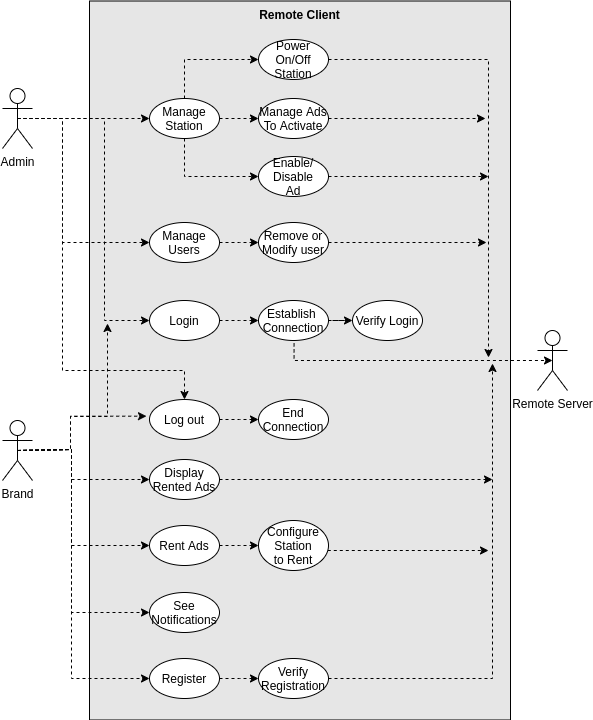 Remote Client
Power
On/Off
Station
Manage
Station
Manage Ads
To Activate
Enable/
Disable
Ad
Admin
Manage
Users
Remove or
Modify user
Login
Establish
Connection
Verify Login
Remote Server
Log out
End
Connection
Brand
Display
Rented Ads
Rent Ads
Configure
Station
to Rent
See
Notifications
Register
Verify
Registration